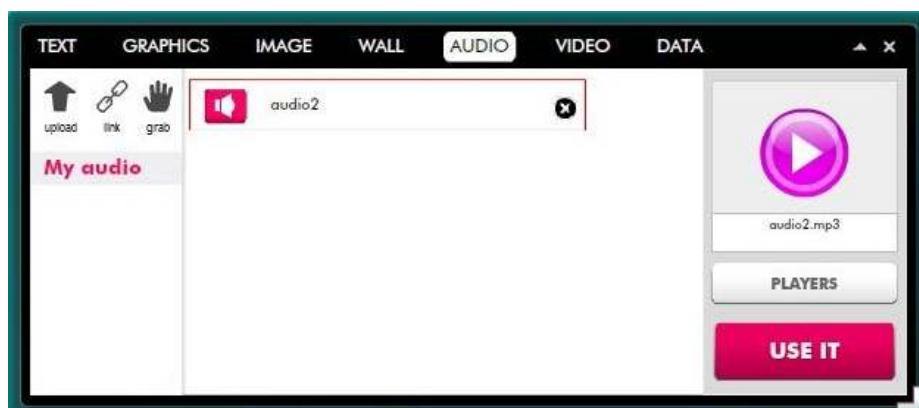 TEXT GRAPHICS IMAGE WALL AUDIO VIDEO DATA
upload link grab
My audio
audio2
audio2.mp3
PLAYERS
USE IT